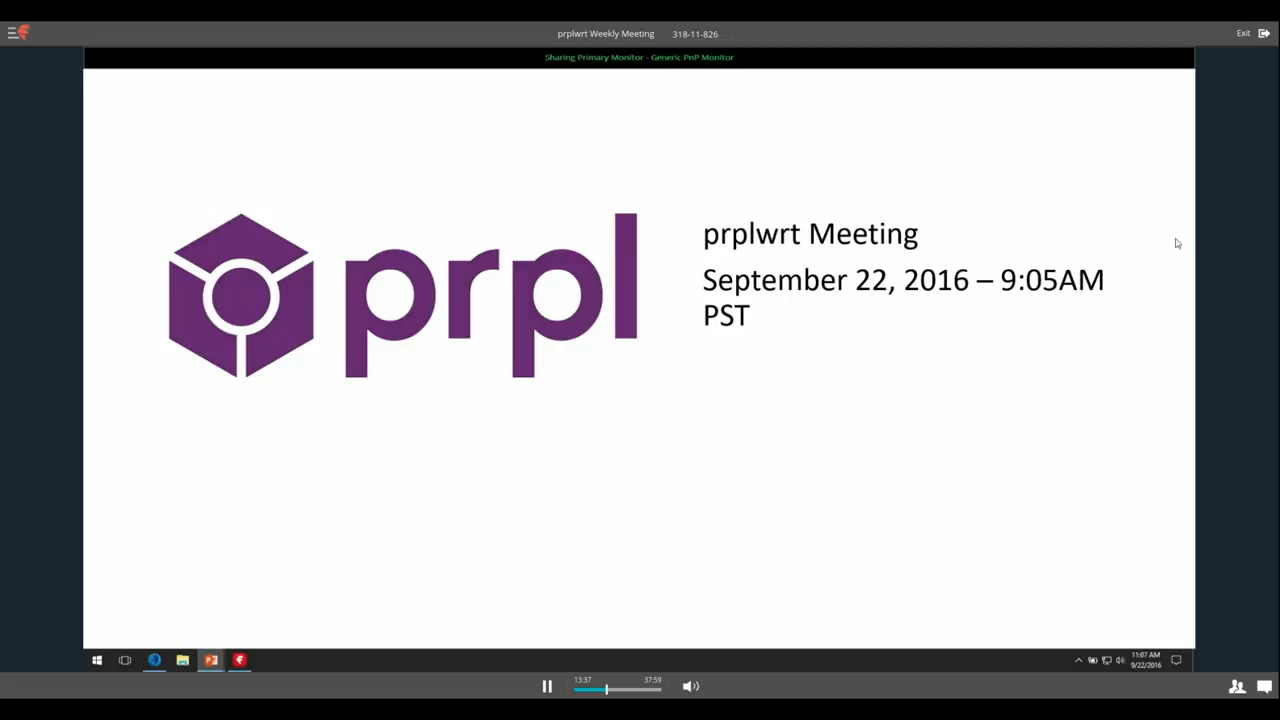 prplwrt Weekly Meeting 318-11-826
Exit
Sharing Primary Monitor - Generic PnP Monitor
prpl
prplwrt Meeting
September 22, 2016 – 9:05AM
PST
11:07 AM
9/22/2016
13:37 37:59